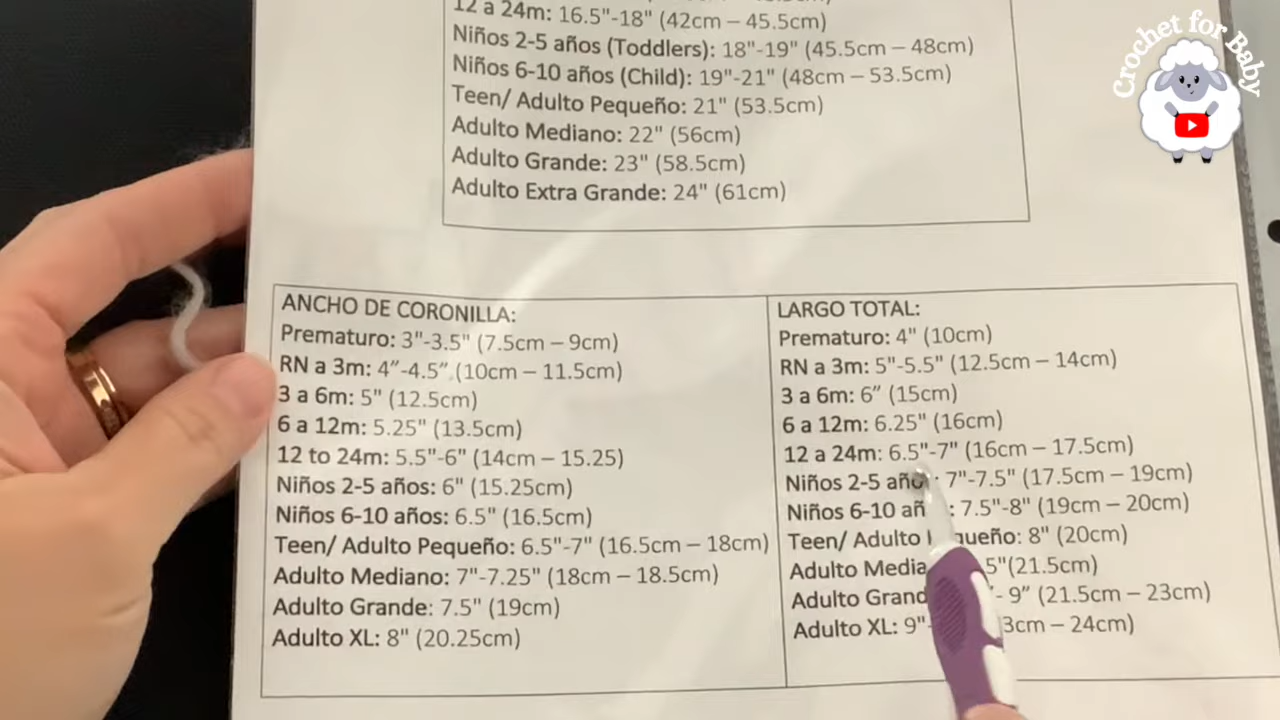 12 a 24m: 16.5"-18" (42cm – 45.5cm)
Niños 2-5 años (Toddlers): 18"-19" (45.5cm – 48cm)
Niños 6-10 años (Child): 19"-21" (48cm – 53.5cm)
Teen/ Adulto Pequeño: 21" (53.5cm)
Adulto Mediano: 22" (56cm)
Adulto Grande: 23" (58.5cm)
Adulto Extra Grande: 24" (61cm)
ANCHO DE CORONILLA:
Prematuro: 3"-3.5" (7.5cm – 9cm)
RN a 3m: 4”-4.5” (10cm – 11.5cm)
3 a 6m: 5" (12.5cm)
6 a 12m: 5.25" (13.5cm)
12 to 24m: 5.5"-6" (14cm – 15.25)
Niños 2-5 años: 6" (15.25cm)
Niños 6-10 años: 6.5" (16.5cm)
Teen/ Adulto Pequeño: 6.5"-7" (16.5cm – 18cm)
Adulto Mediano: 7"-7.25" (18cm – 18.5cm)
Adulto Grande: 7.5" (19cm)
Adulto XL: 8" (20.25cm)
LARGO TOTAL:
Prematuro: 4" (10cm)
RN a 3m: 5"-5.5" (12.5cm – 14cm)
3 a 6m: 6” (15cm)
6 a 12m: 6.25" (16cm)
12 a 24m: 6.5"-7" (16cm – 17.5cm)
Niños 2-5 : 7"-7.5" (17.5cm – 19cm)
Niños 6-10 : 7.5"-8" (19cm – 20cm)
Teen/ Adulto 8" (20cm)
Adulto (21.5cm)
Adulto 9” (21.5cm – 23cm)
Adulto XL: 9" – 24cm)
Crochet for Baby